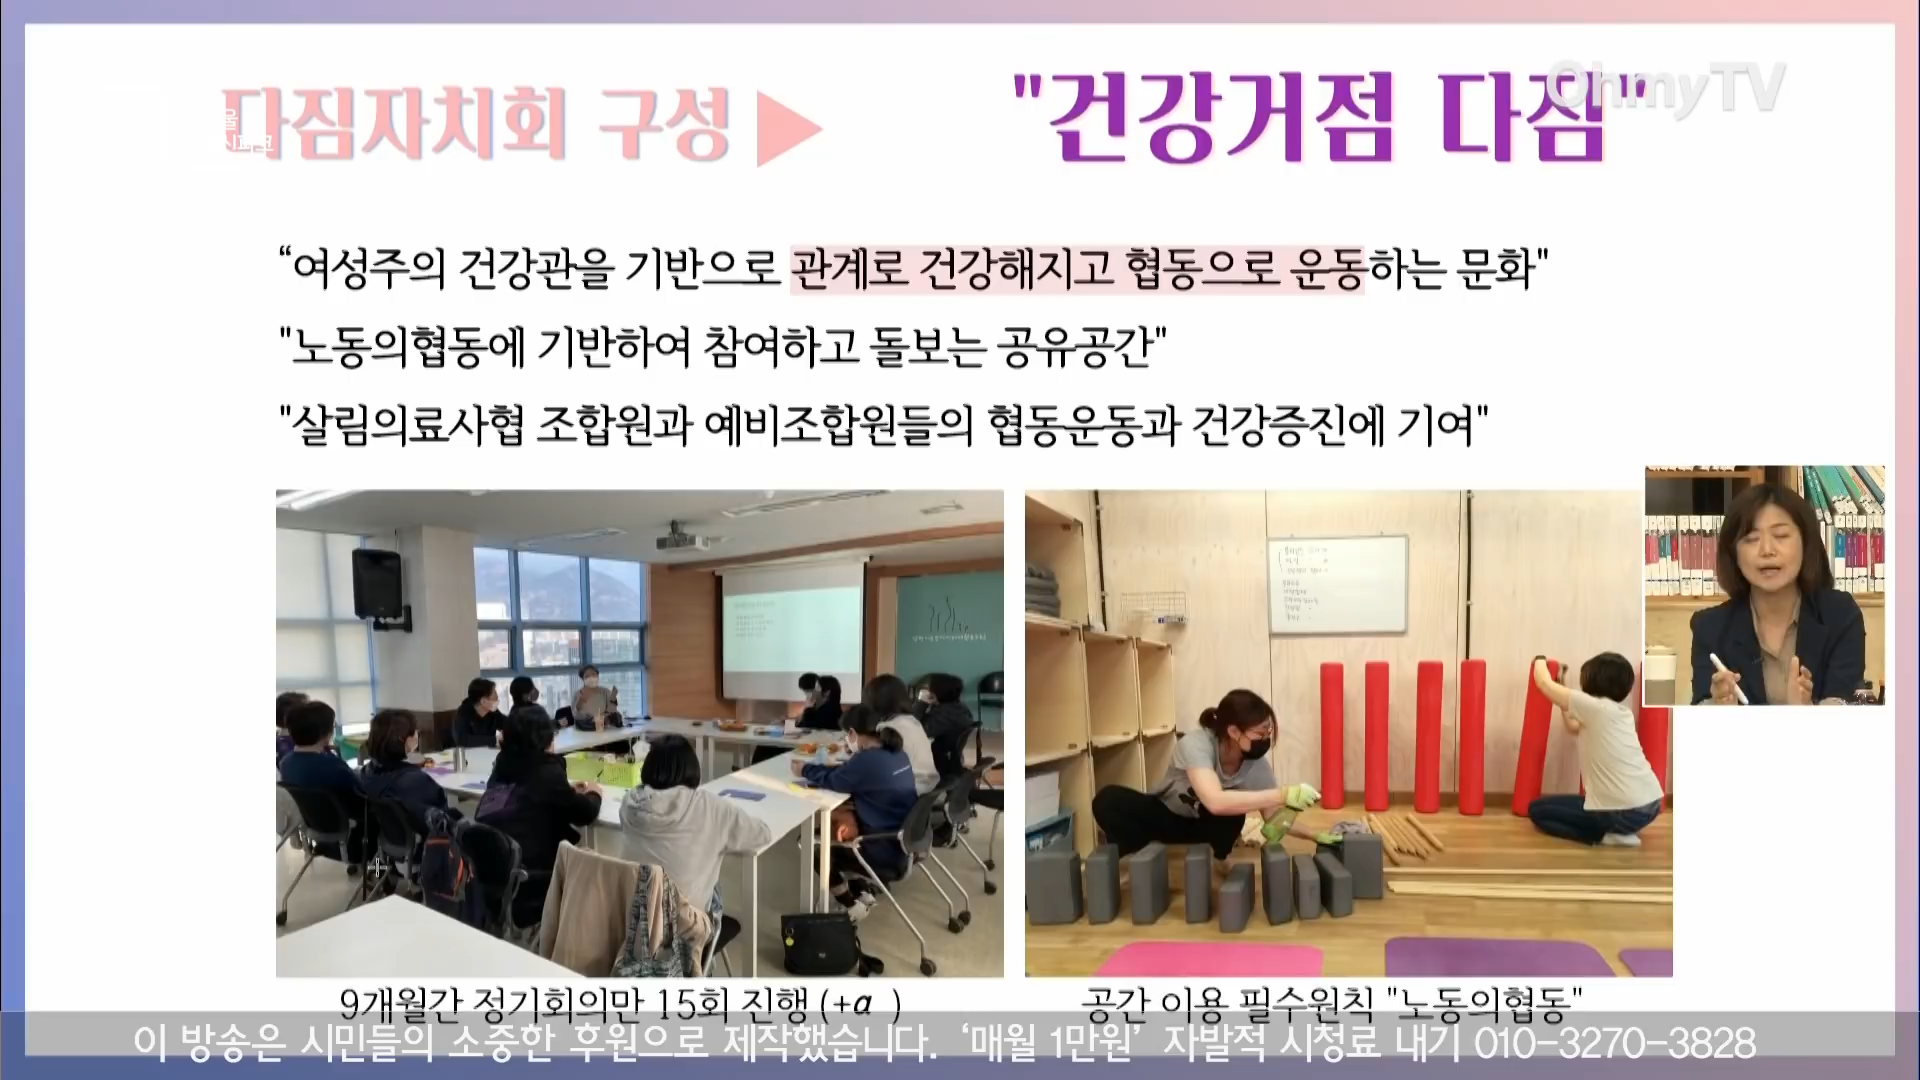 다짐자치회 구성 ▶ "건강거점 다짐"
OhmyTV
“여성주의 건강관을 기반으로 관계로 건강해지고 협동으로 운동하는 문화"
"노동의협동에 기반하여 참여하고 돌보는 공유공간"
"살림의료사협 조합원과 예비조합원들의 협동운동과 건강증진에 기여"
9개월간 정기회의만 15회 진행 (+α )
공간 이용 필수원칙 "노동의협동"
이 방송은 시민들의 소중한 후원으로 제작했습니다. ‘매월 1만원’ 자발적 시청료 내기 010-3270-3828